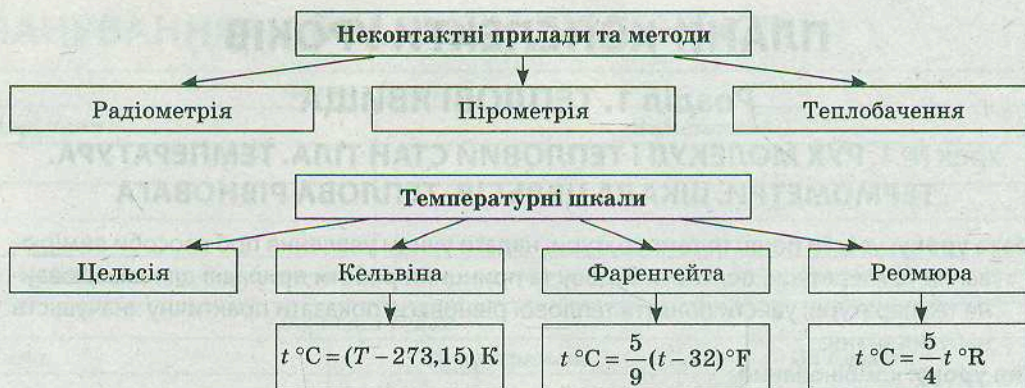 Неконтактні прилади та методи
Радіометрія Пірометрія Теплобачення
Температурні шкали
Цельсія Кельвіна Фаренгейта Реомюра
t °C = (T − 273,15) К t °C = 5/9 (t − 32) °F t °C = 5/4 t °R